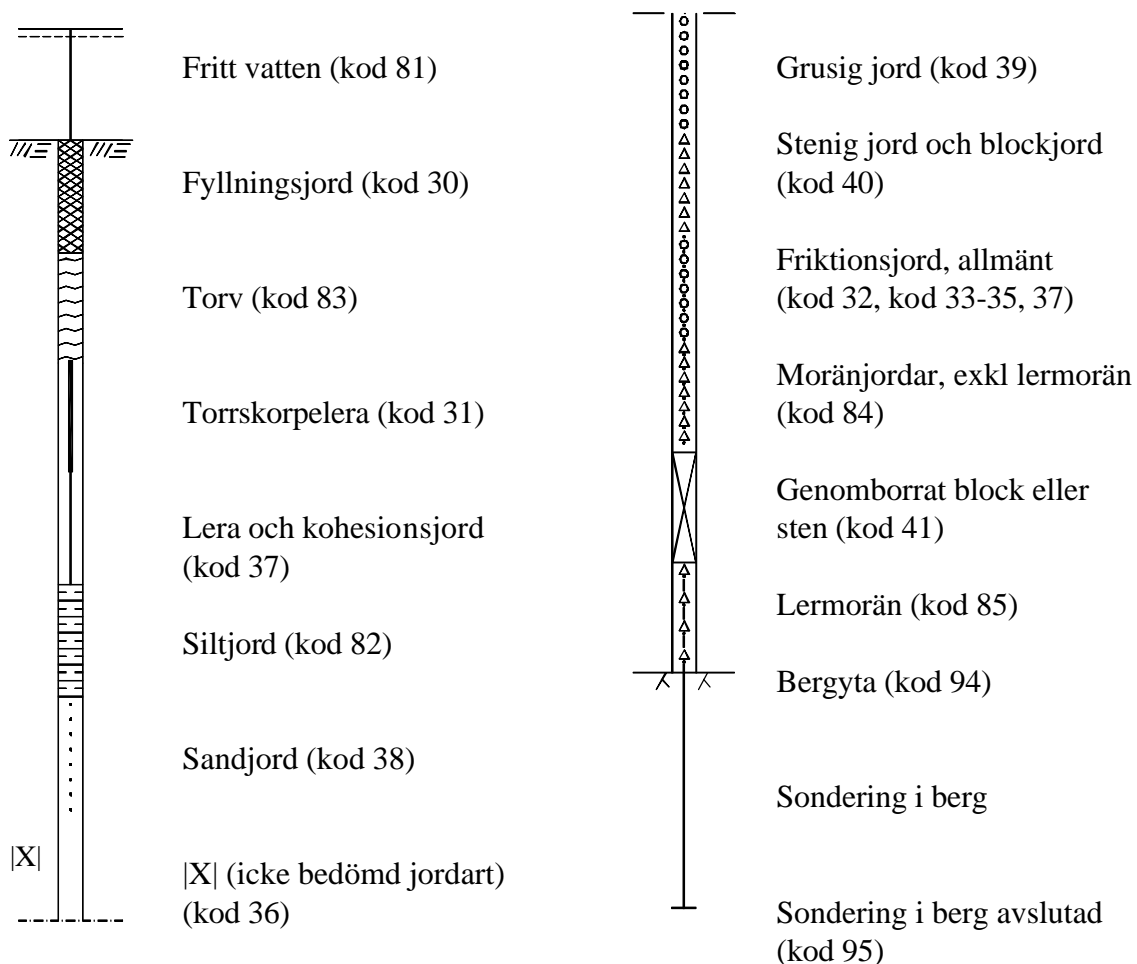 Fritt vatten (kod 81)
Fyllningsjord (kod 30)
Torv (kod 83)
Torrskorpelera (kod 31)
Lera och kohesionsjord
(kod 37)
Siltjord (kod 82)
Sandjord (kod 38)
|X|
|X| (icke bedömd jordart)
(kod 36)
Grusig jord (kod 39)
Stenig jord och blockjord
(kod 40)
Friktionsjord, allmänt
(kod 32, kod 33-35, 37)
Moränjordar, exkl lermorän
(kod 84)
Genomborrat block eller
sten (kod 41)
Lermorän (kod 85)
Bergyta (kod 94)
Sondering i berg
Sondering i berg avslutad
(kod 95)